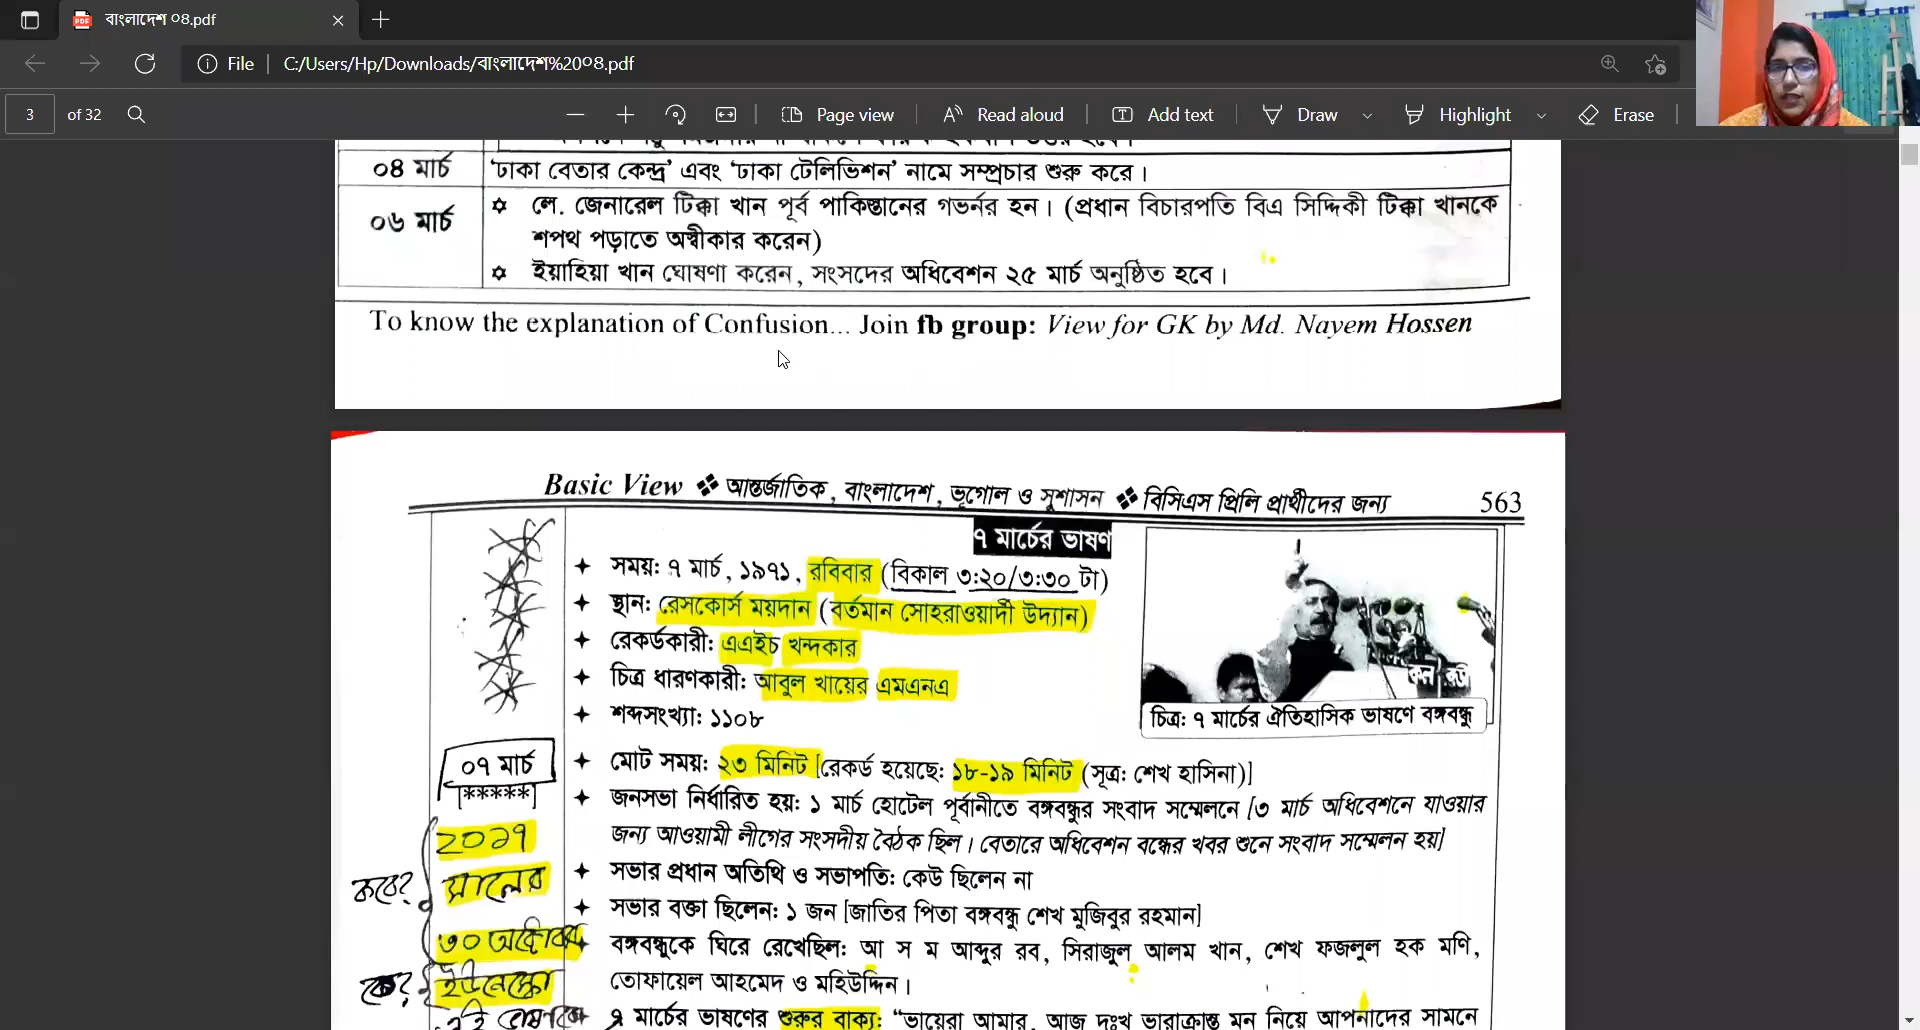 বাংলাদেশ ০4.pdf
File C:/Users/Hp/Downloads/বাংলাদেশ%20০8.pdf
3 of 32 Page view Read aloud Add text Draw Highlight Erase
০৪ মার্চ 'ঢাকা বেতার কেন্দ্র' এবং 'ঢাকা টেলিভিশন' নামে সম্প্রচার শুরু করে।
০৬ মার্চ
লে. জেনারেল টিক্কা খান পূর্ব পাকিস্তানের গভর্নর হন। (প্রধান বিচারপতি বিএ সিদ্দিকী টিক্কা খানকে
শপথ পড়াতে অস্বীকার করেন)
ইয়াহিয়া খান ঘোষণা করেন, সংসদের অধিবেশন ২৫ মার্চ অনুষ্ঠিত হবে।
To know the explanation of Confusion... Join fb group: View for GK by Md. Nayem Hossen
Basic View ❖ আন্তর্জাতিক, বাংলাদেশ, ভূগোল ও সুশাসন ❖ বিসিএস প্রিলি প্রার্থীদের জন্য 563
৭ মার্চের ভাষণ
সময়: ৭ মার্চ, ১৯৭১, রবিবার (বিকাল ৩:২০/৩:৩০ টা)
স্থান: রেসকোর্স ময়দান (বর্তমান সোহরাওয়ার্দী উদ্যান)
রেকর্ডকারী: এএইচ খন্দকার
চিত্র ধারণকারী: আবুল খায়ের এমএনএ
শব্দসংখ্যা: ১১০৮
চিত্র: ৭ মার্চের ঐতিহাসিক ভাষণে বঙ্গবন্ধু
০৭ মার্চ
[*****]
মোট সময়: ২৩ মিনিট [রেকর্ড হয়েছে: ১৮-১৯ মিনিট (সূত্র: শেখ হাসিনা)]
জনসভা নির্ধারিত হয়: ১ মার্চ হোটেল পূর্বানীতে বঙ্গবন্ধুর সংবাদ সম্মেলনে [৩ মার্চ অধিবেশনে যাওয়ার
জন্য আওয়ামী লীগের সংসদীয় বৈঠক ছিল। বেতারে অধিবেশন বন্ধের খবর শুনে সংবাদ সম্মেলন হয়]
সভার প্রধান অতিথি ও সভাপতি: কেউ ছিলেন না
সভার বক্তা ছিলেন: ১ জন [জাতির পিতা বঙ্গবন্ধু শেখ মুজিবুর রহমান]
বঙ্গবন্ধুকে ঘিরে রেখেছিল: আ স ম আব্দুর রব, সিরাজুল আলম খান, শেখ ফজলুল হক মণি,
তোফায়েল আহমেদ ও মহিউদ্দিন।
৭ মার্চের ভাষণের শুরুর বাক্য: "ভায়েরা আমার, আজ দুঃখ ভারাক্রান্ত মন নিয়ে আপনাদের সামনে
কবে?
২০১৭
সালের
৩০ অক্টোবর
ইউনেস্কো